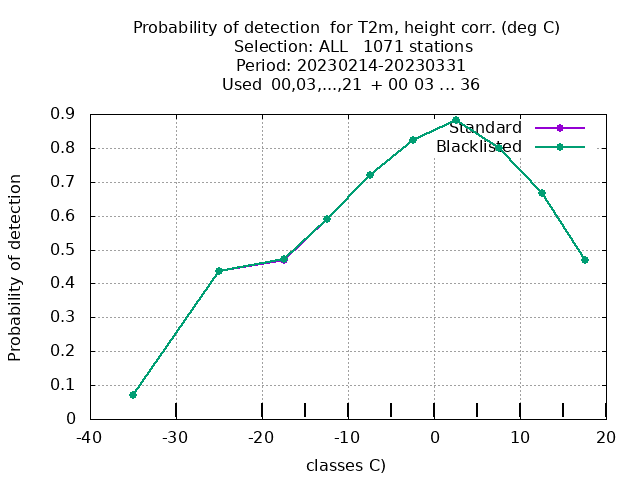 Probability of detection for T2m, height corr. (deg C)
Selection: ALL 1071 stations
Period: 20230214-20230331
Used 00,03,...,21 + 00 03 ... 36
Standard
Blacklisted
Probability of detection
0.9
0.8
0.7
0.6
0.5
0.4
0.3
0.2
0.1
0
-40 -30 -20 -10 0 10 20
classes C)